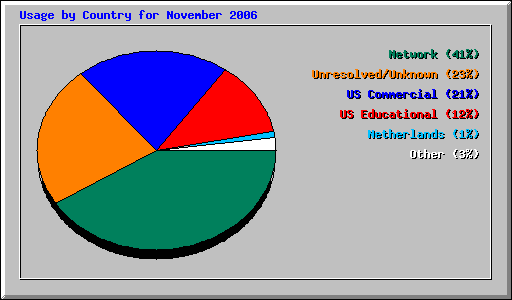 Usage by Country for November 2006
Network (41%)
Unresolved/Unknown (23%)
US Commercial (21%)
US Educational (12%)
Netherlands (1%)
Other (3%)